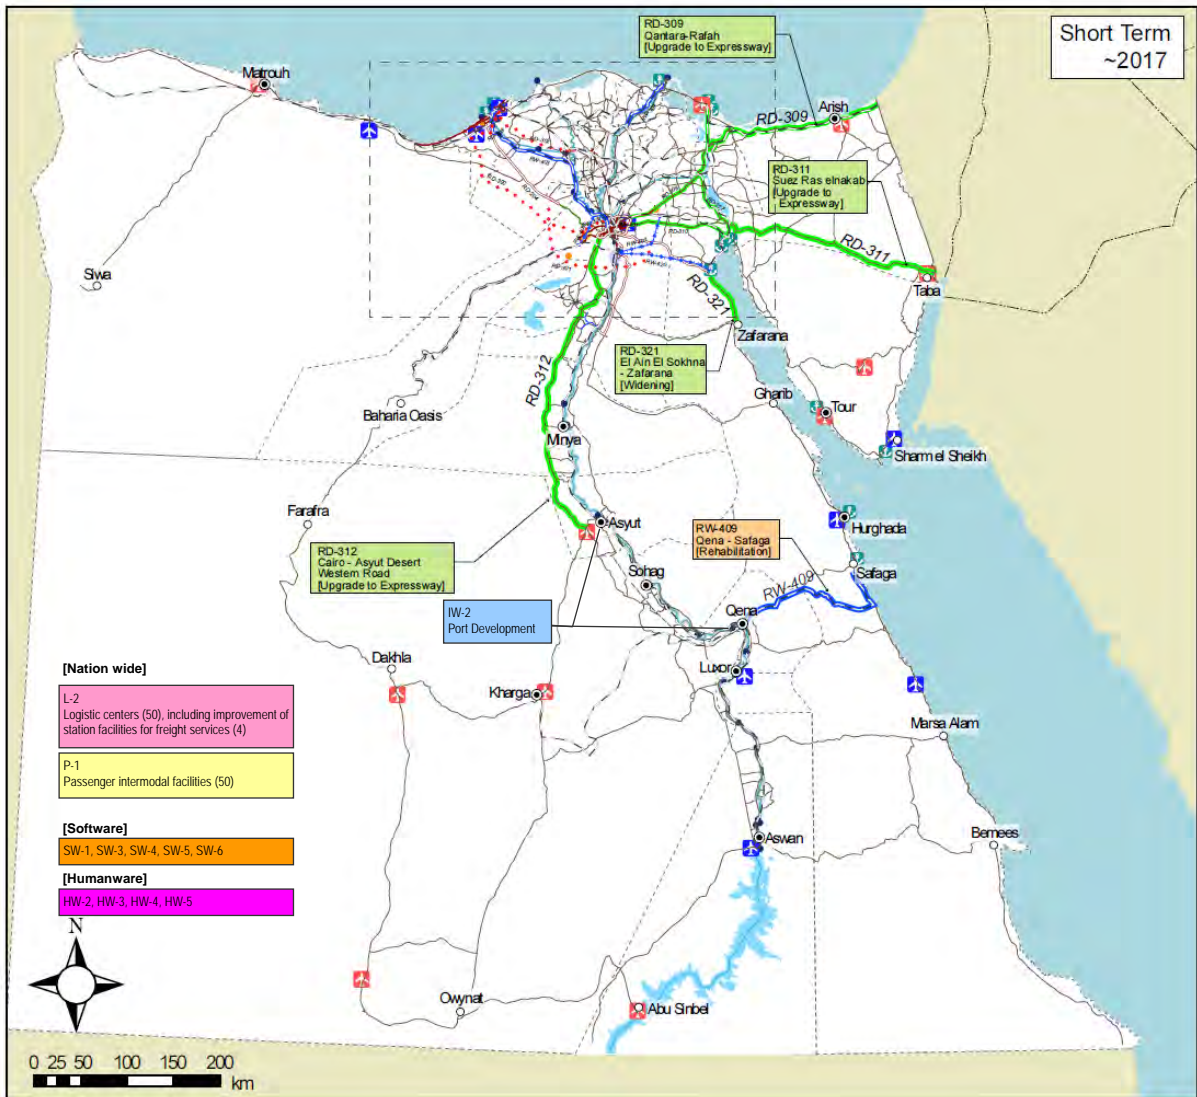 Short Term
~2017
RD-309
Qantara-Rafah
[Upgrade to Expressway]
Matrouh
Arish
RD-309
RD-311
Suez Ras elnakab
[Upgrade to
Expressway]
RD-311
Siwa
Taba
RD-321
Zafarana
RD-321
El Ain El Sokhna
- Zafarana
[Widening]
RD-312
Gharib
Baharia Oasis
Tour
Minya
Sharm el Sheikh
Farafra
Asyut
Hurghada
RW-409
Qena - Safaga
[Rehabilitation]
RD-312
Cairo - Asyut Desert
Western Road
[Upgrade to Expressway]
Sohag
Safaga
RW-409
IW-2
Port Development
Qena
Dakhla
Luxor
Kharga
Marsa Alam
[Nation wide]
L-2
Logistic centers (50), including improvement of
station facilities for freight services (4)
P-1
Passenger intermodal facilities (50)
[Software]
SW-1, SW-3, SW-4, SW-5, SW-6
[Humanware]
HW-2, HW-3, HW-4, HW-5
Aswan
Bernees
N
Owynat
Abu Sinbel
0 25 50 100 150 200
km